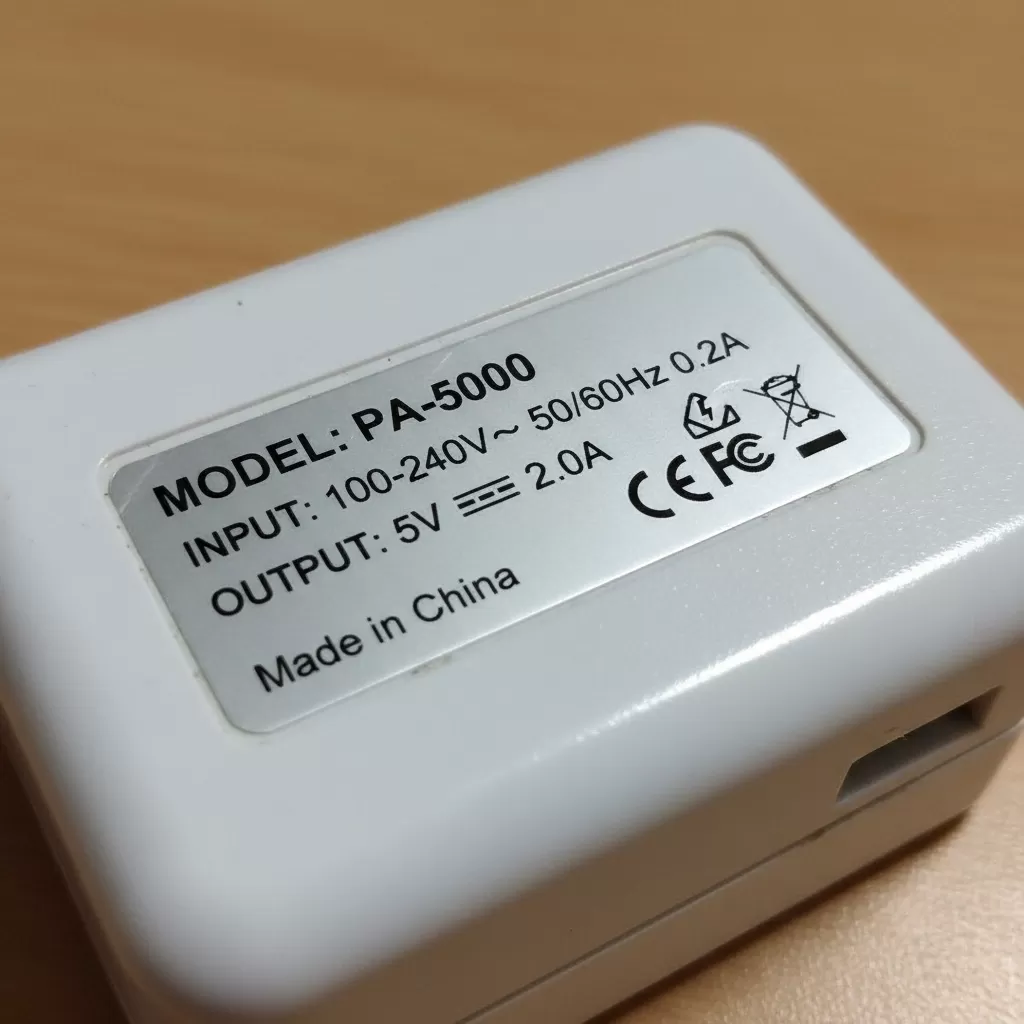 MODEL: PA-5000
INPUT: 100-240V~ 50/60Hz 0.2A
OUTPUT: 5V ⎓ 2.0A
CE FC
Made in China